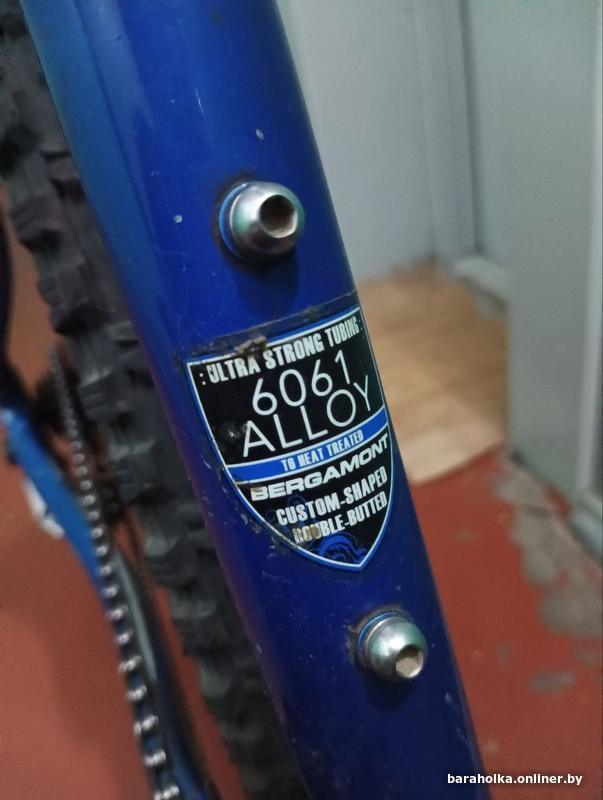 ULTRA STRONG TUBING
6061
ALLOY
T6 HEAT TREATED
BERGAMONT
CUSTOM-SHAPED
DOUBLE-BUTTED
baraholka.onliner.by